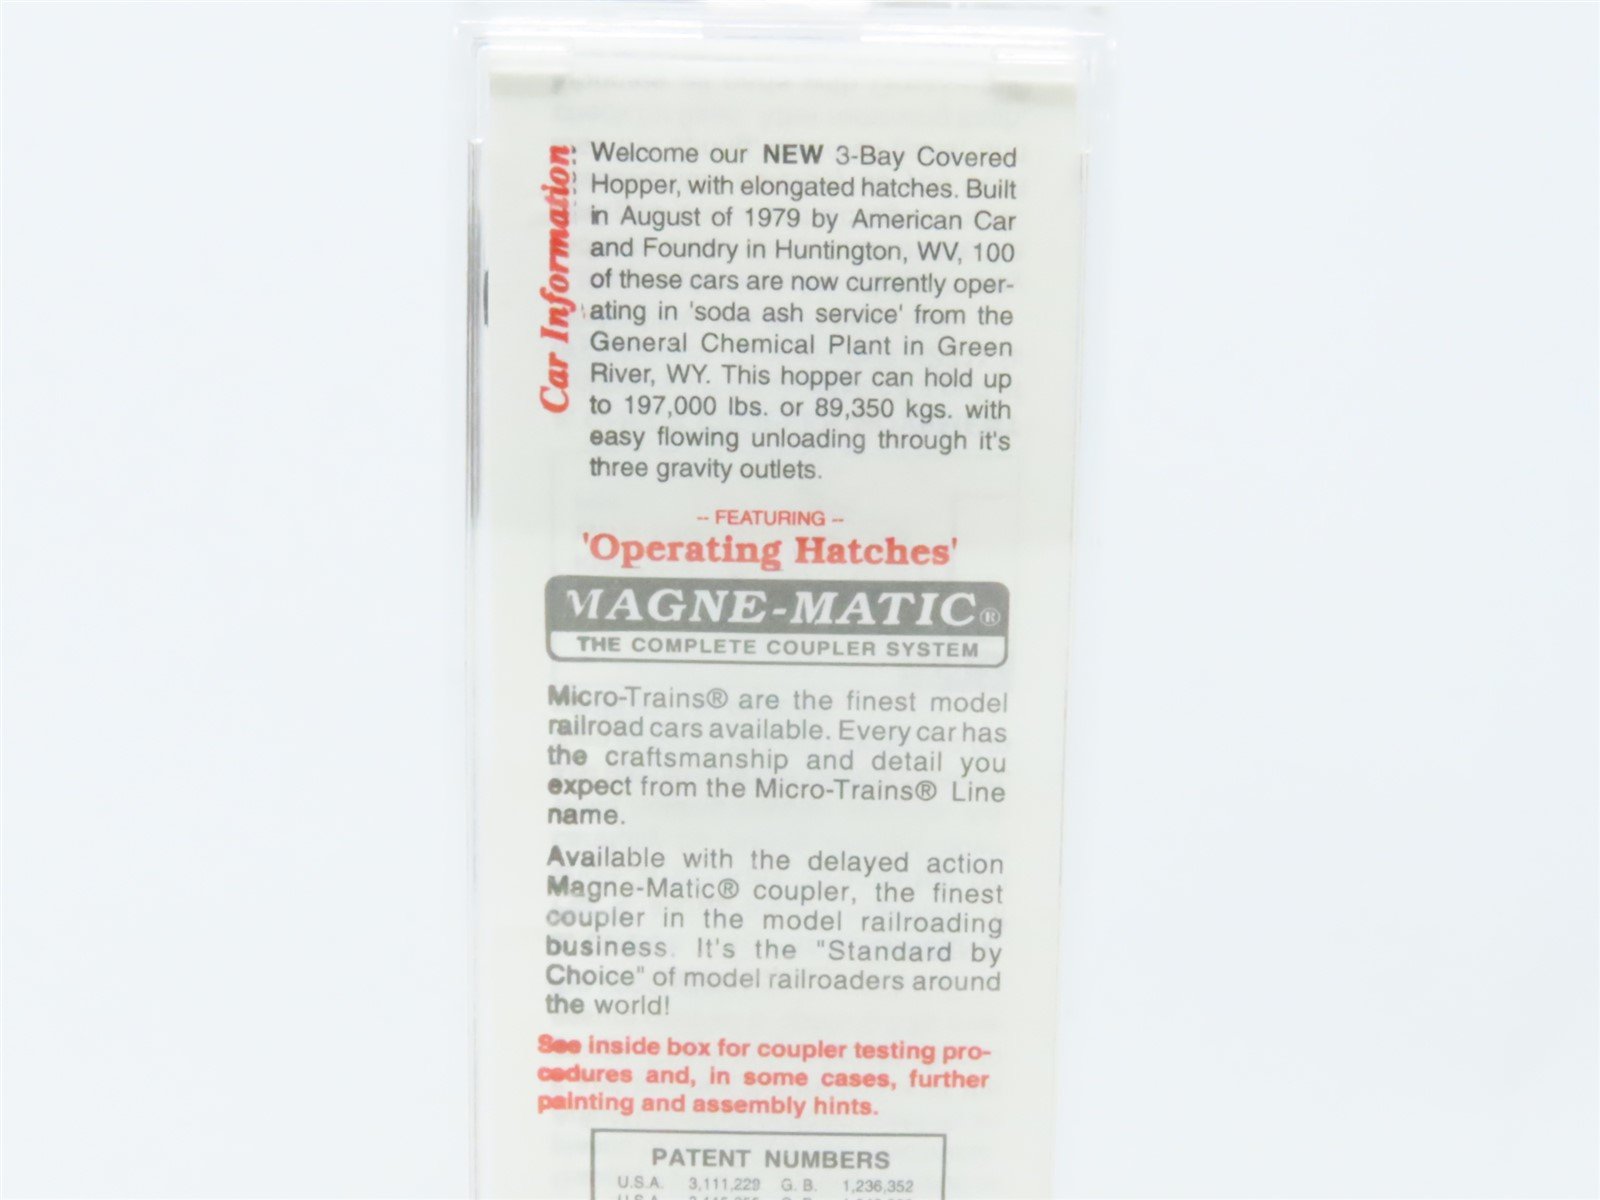 Car Information
Welcome our NEW 3-Bay Covered
Hopper, with elongated hatches. Built
in August of 1979 by American Car
and Foundry in Huntington, WV, 100
of these cars are now currently oper-
ating in 'soda ash service' from the
General Chemical Plant in Green
River, WY. This hopper can hold up
to 197,000 lbs. or 89,350 kgs. with
easy flowing unloading through it's
three gravity outlets.
-- FEATURING --
'Operating Hatches'
MAGNE-MATIC®
THE COMPLETE COUPLER SYSTEM
Micro-Trains® are the finest model
railroad cars available. Every car has
the craftsmanship and detail you
expect from the Micro-Trains® Line
name.
Available with the delayed action
Magne-Matic® coupler, the finest
coupler in the model railroading
business. It's the "Standard by
Choice" of model railroaders around
the world!
See inside box for coupler testing pro-
cedures and, in some cases, further
painting and assembly hints.
PATENT NUMBERS
U.S.A. 3,111,229 G. B. 1,236,352
U.S.A. G. B.